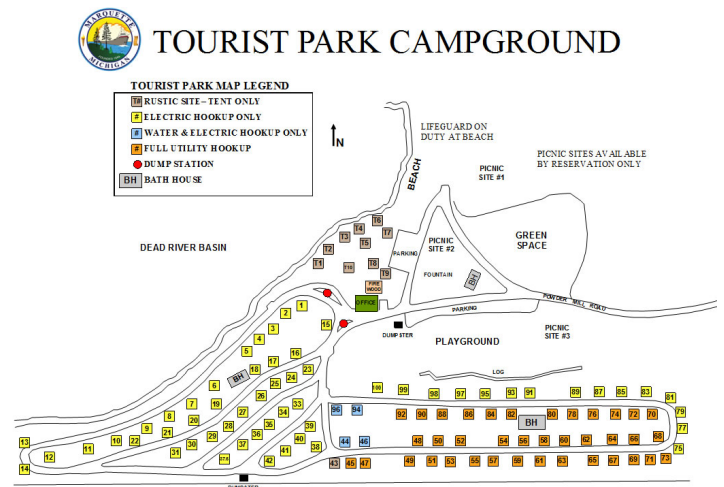 MARQUETTE
MICHIGAN
TOURIST PARK CAMPGROUND
TOURIST PARK MAP LEGEND
T# RUSTIC SITE – TENT ONLY
# ELECTRIC HOOKUP ONLY
# WATER & ELECTRIC HOOKUP ONLY
# FULL UTILITY HOOKUP
DUMP STATION
BH BATH HOUSE
N
LIFEGUARD ON
DUTY AT BEACH
BEACH
PICNIC
SITE #1
PICNIC SITES AVAILABLE
BY RESERVATION ONLY
DEAD RIVER BASIN
T6
T4
T7
T3
T5
T2
T1
T10
T8
T9
PARKING
PICNIC
SITE #2
FOUNTAIN
BH
GREEN
SPACE
FIRE
WOOD
OFFICE
POWDER MILL ROAD
PARKING
DUMPSTER
PLAYGROUND
PICNIC
SITE #3
LOG
1
2
3
15
4
5
16
17
18
23
24
BH
6
25
26
7
33
27
34
8
20
39
9
28
35
21
29
36
40
10
22
30
38
13
11
31
41
12
37
42
14
100
99
98
97
95
93
91
89
87
85
83
81
79
77
75
96
94
92
90
88
86
84
82
80
78
76
74
72
70
BH
44
46
48
50
52
54
56
58
60
62
64
66
68
43
45
47
49
51
53
55
57
59
61
63
65
67
69
71
73